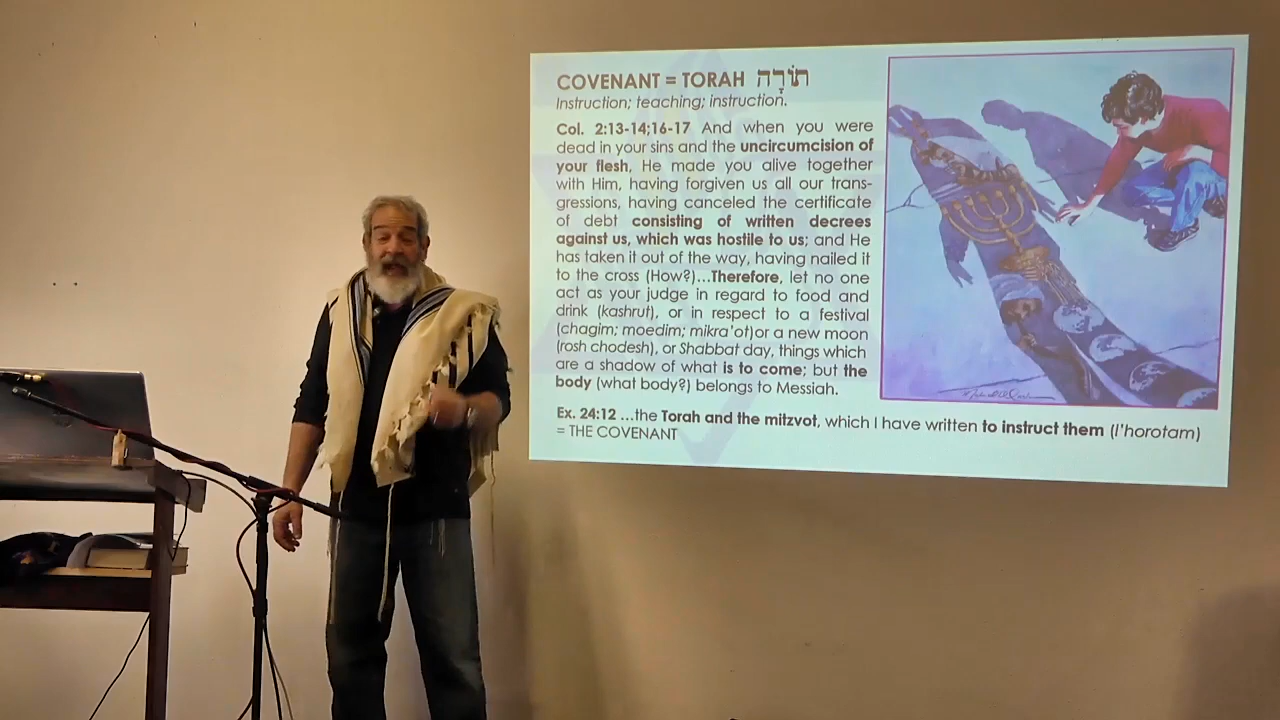 COVENANT = TORAH תּוֹרָה
Instruction; teaching; instruction.
Col. 2:13-14;16-17 And when you were
dead in your sins and the uncircumcision of
your flesh, He made you alive together
with Him, having forgiven us all our trans-
gressions, having canceled the certificate
of debt consisting of written decrees
against us, which was hostile to us; and He
has taken it out of the way, having nailed it
to the cross (How?)...Therefore, let no one
act as your judge in regard to food and
drink (kashrut), or in respect to a festival
(chagim; moedim; mikra'ot)or a new moon
(rosh chodesh), or Shabbat day, things which
are a shadow of what is to come; but the
body (what body?) belongs to Messiah.
Ex. 24:12 ...the Torah and the mitzvot, which I have written to instruct them (l'horotam)
= THE COVENANT